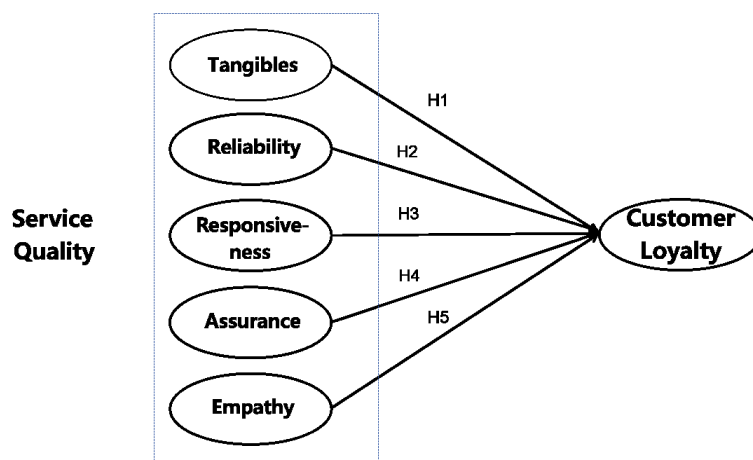 Tangibles
H1
Reliability
H2
Service
Quality
Responsive-
ness
H3
Customer
Loyalty
Assurance
H4
H5
Empathy